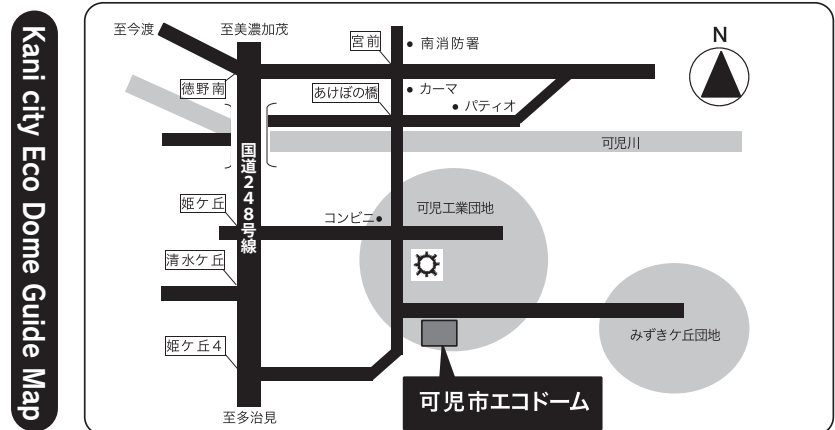 Kani city Eco Dome Guide Map
至今渡
至美濃加茂
宮前
南消防署
N
徳野南
あけぼの橋
カーマ
パティオ
可児川
国道248号線
姫ケ丘
コンビニ
可児工業団地
清水ケ丘
みずきケ丘団地
姫ケ丘4
可児市エコドーム
至多治見